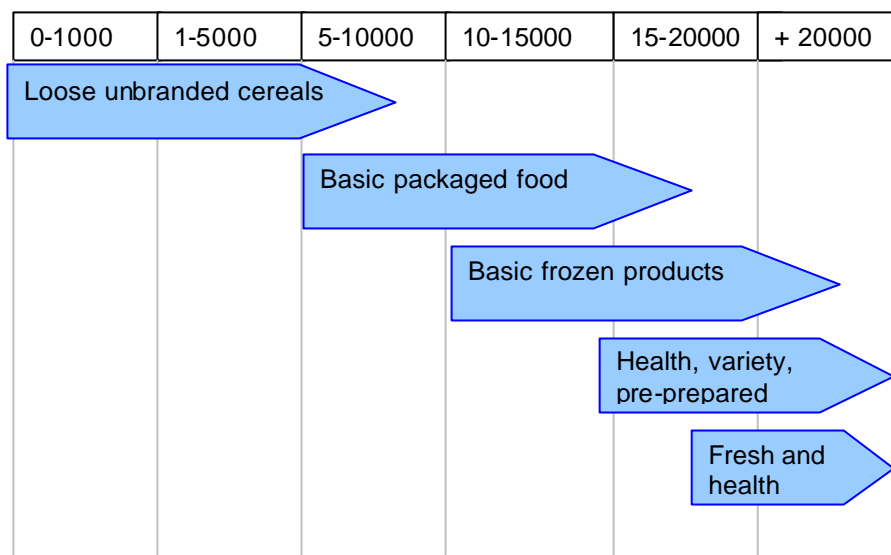 0-1000 1-5000 5-10000 10-15000 15-20000 + 20000
Loose unbranded cereals
Basic packaged food
Basic frozen products
Health, variety,
pre-prepared
Fresh and
health